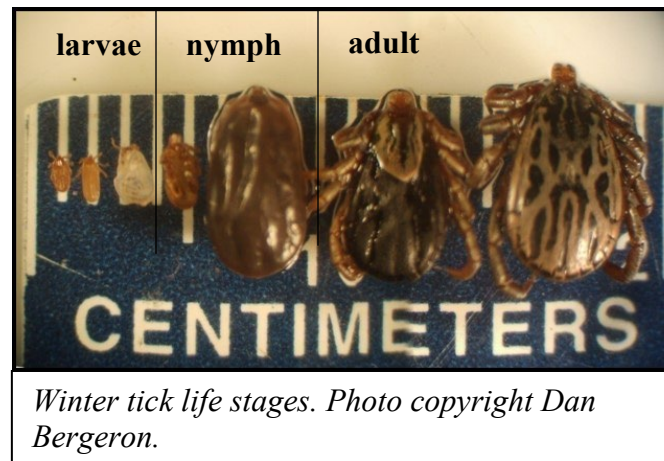 larvae nymph adult
CENTIMETERS
Winter tick life stages. Photo copyright Dan
Bergeron.